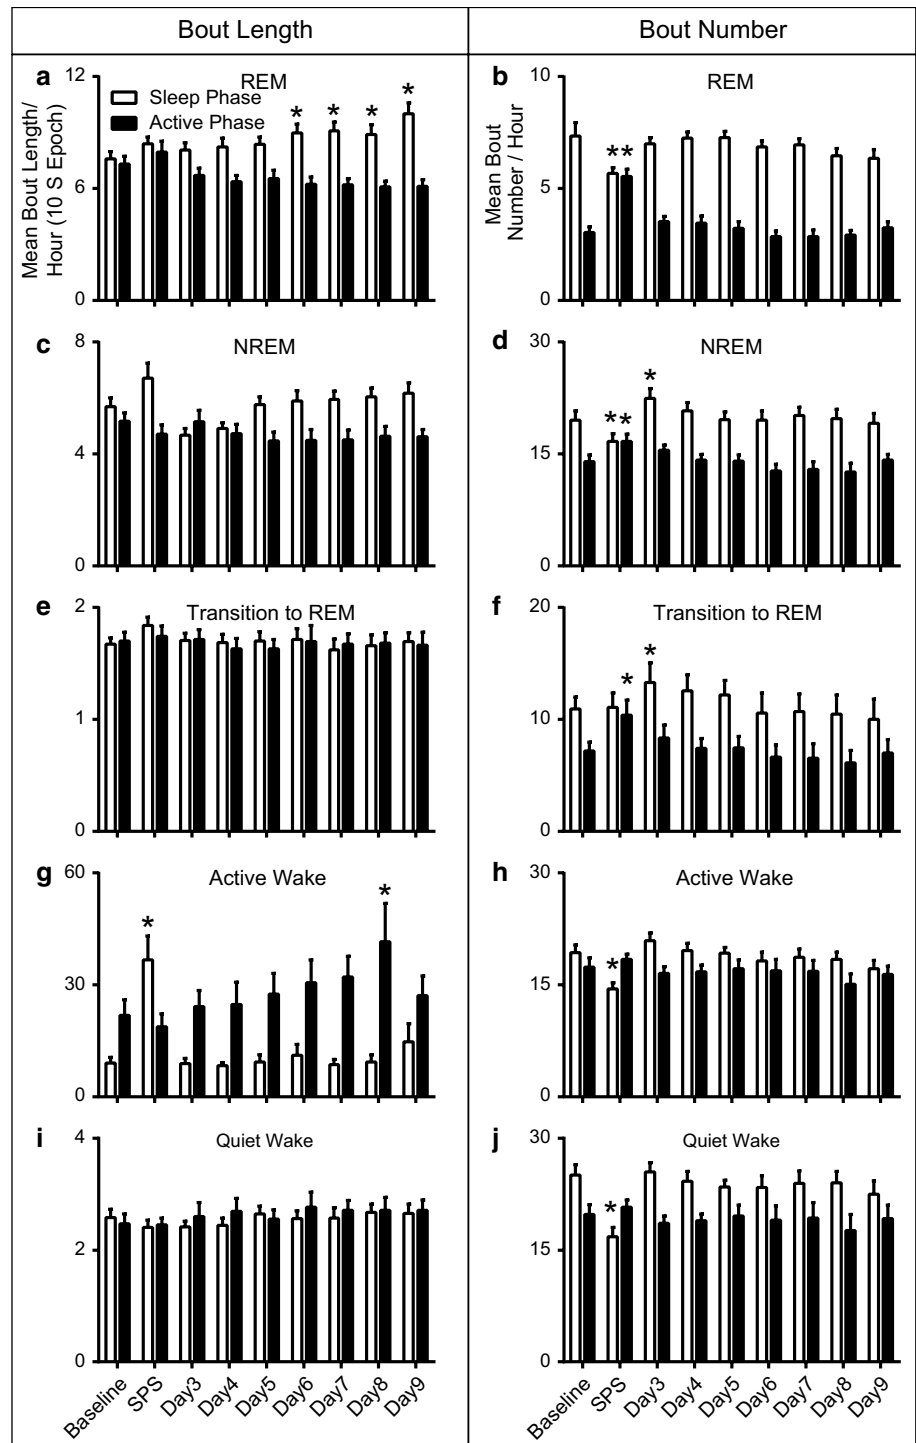 Bout Length
Bout Number
a
REM
Sleep Phase
Active Phase
Mean Bout Length/
Hour (10 S Epoch)
12
6
0
* * * *
b
REM
Mean Bout
Number / Hour
10
5
0
* *
c
NREM
8
4
0
d
NREM
30
15
0
* * *
e
Transition to REM
2
1
0
f
Transition to REM
20
10
0
* *
g
Active Wake
60
30
0
* *
h
Active Wake
30
15
0
*
i
Quiet Wake
4
2
0
j
Quiet Wake
30
15
0
*
Baseline
SPS
Day3
Day4
Day5
Day6
Day7
Day8
Day9
Baseline
SPS
Day3
Day4
Day5
Day6
Day7
Day8
Day9